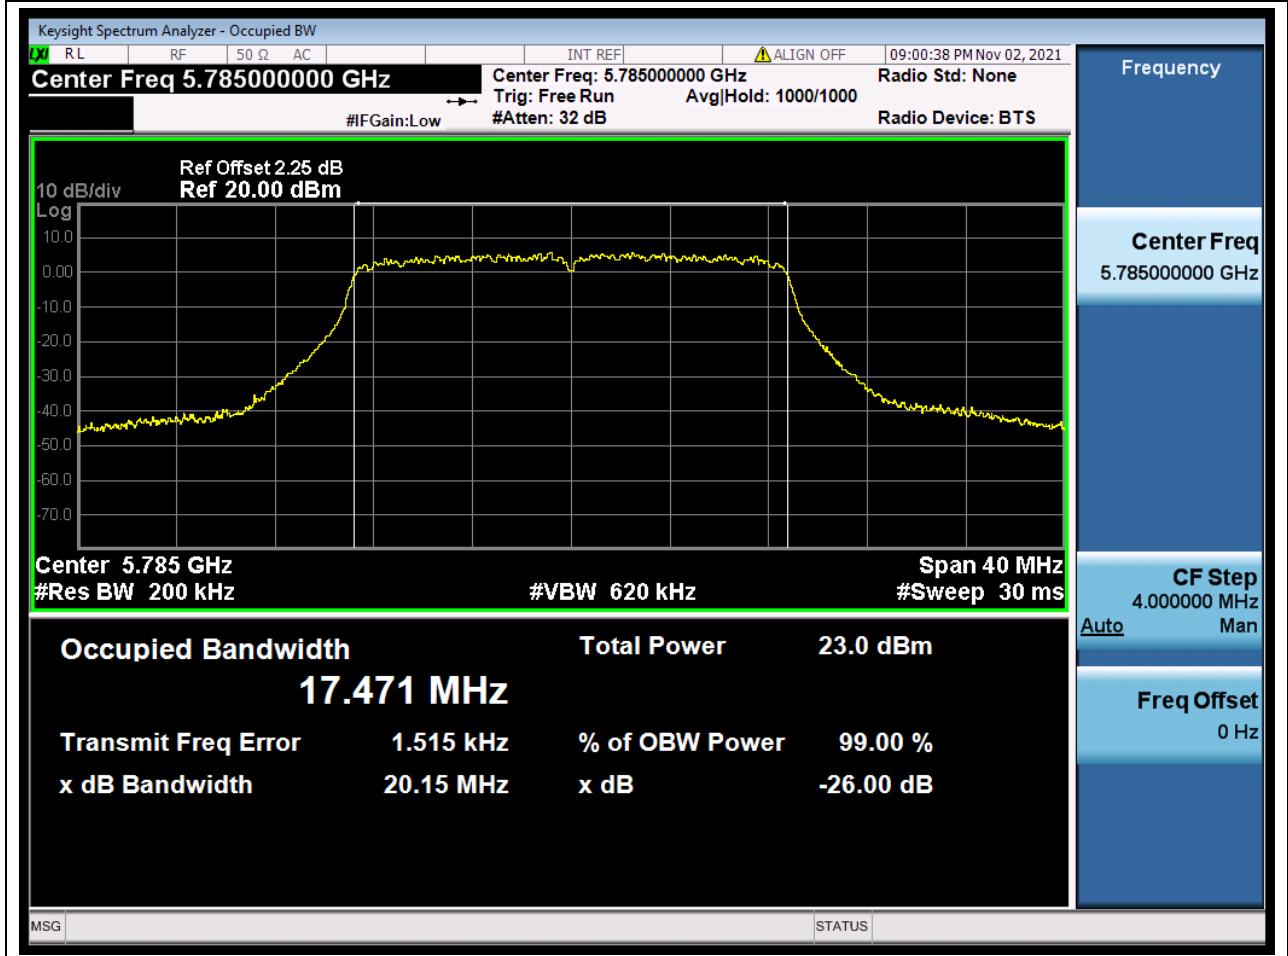 Keysight Spectrum Analyzer - Occupied BW
LXI RL RF 50 Ω AC INT REF ALIGN OFF 09:00:38 PM Nov 02, 2021
Center Freq 5.785000000 GHz
Center Freq: 5.785000000 GHz
Radio Std: None
Trig: Free Run Avg|Hold: 1000/1000
#IFGain:Low
#Atten: 32 dB
Radio Device: BTS
Ref Offset 2.25 dB
10 dB/div Ref 20.00 dBm
Log
10.0
0.00
-10.0
-20.0
-30.0
-40.0
-50.0
-60.0
-70.0
Center 5.785 GHz
Span 40 MHz
#Res BW 200 kHz
#VBW 620 kHz
#Sweep 30 ms
Occupied Bandwidth
17.471 MHz
Total Power 23.0 dBm
Transmit Freq Error 1.515 kHz
% of OBW Power 99.00 %
x dB Bandwidth 20.15 MHz
x dB -26.00 dB
Frequency
Center Freq
5.785000000 GHz
CF Step
4.000000 MHz
Auto Man
Freq Offset
0 Hz
MSG
STATUS